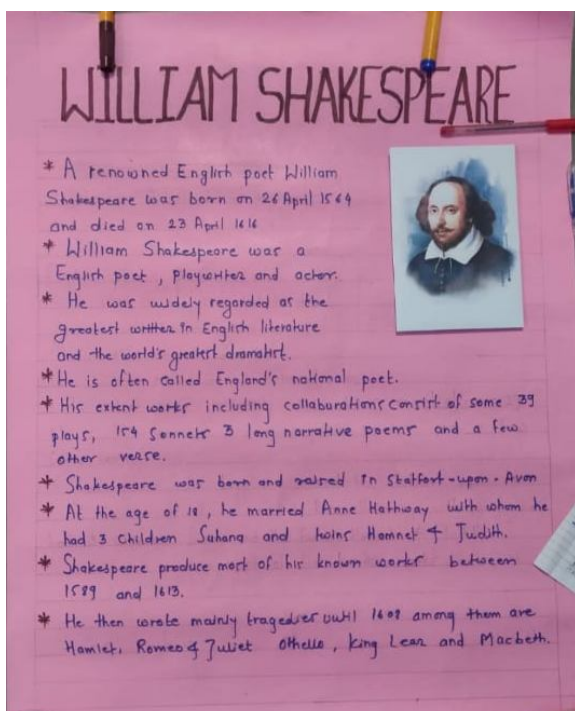 WILLIAM SHAKESPEARE
* A renowned English poet William
Shakespeare was born on 26 April 1564
and died on 23 April 1616
* William Shakespeare was a
English poet, playwriter and actor.
* He was widely regarded as the
greatest writter in English literature
and the world's greatest dramatist.
* He is often called England's national poet.
* His extent works including collaburations consist of some 39
plays, 154 Sonnets 3 long narrative poems and a few
other verse.
* Shakespeare was born and raised in Statfort-upon-Avon
* At the age of 18, he married Anne Hathway with whom he
had 3 children Suhana and twins Hamnet & Judith.
* Shakespeare produce most of his known works between
1589 and 1613.
* He then wrote mainly tragedies until 1608 among them are
Hamlet, Romeo & Juliet Othello, King Lear and Macbeth.